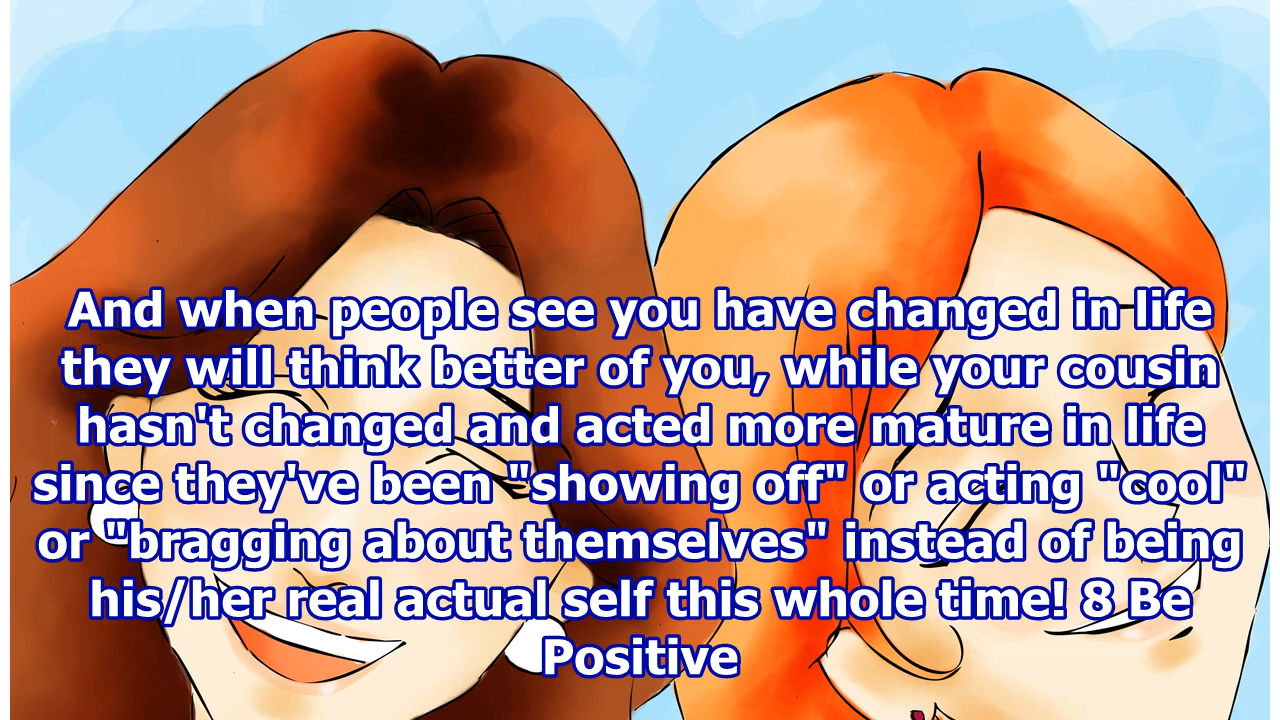 And when people see you have changed in life
they will think better of you, while your cousin
hasn't changed and acted more mature in life
since they've been "showing off" or acting "cool"
or "bragging about themselves" instead of being
his/her real actual self this whole time! 8 Be
Positive